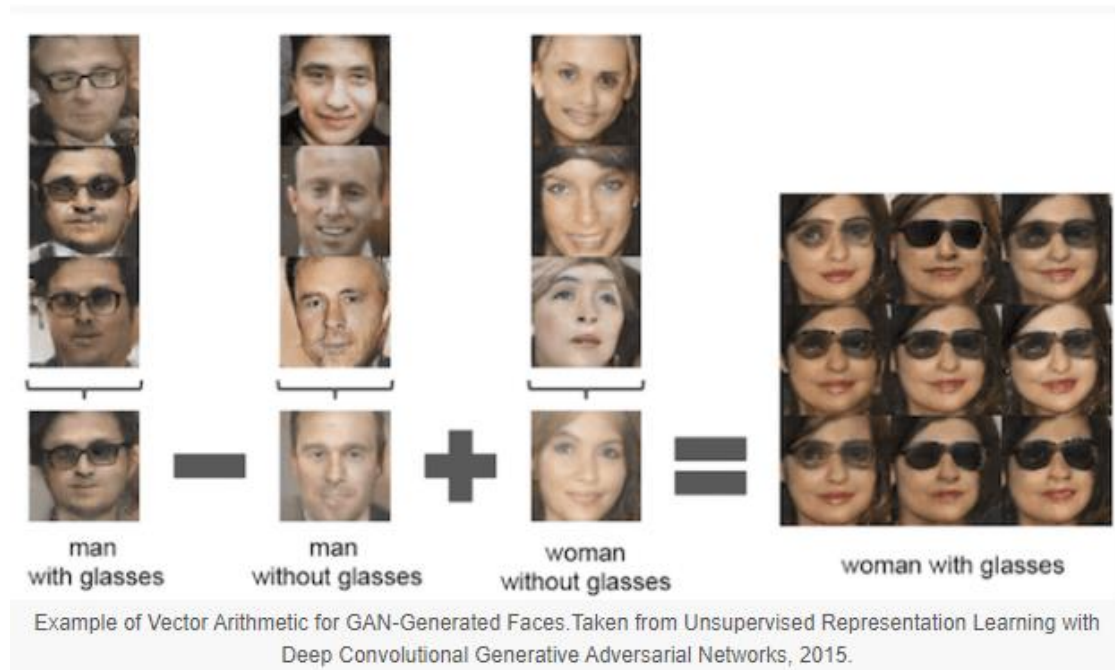 man
with glasses
man
without glasses
woman
without glasses
woman with glasses
Example of Vector Arithmetic for GAN-Generated Faces.Taken from Unsupervised Representation Learning with
Deep Convolutional Generative Adversarial Networks, 2015.